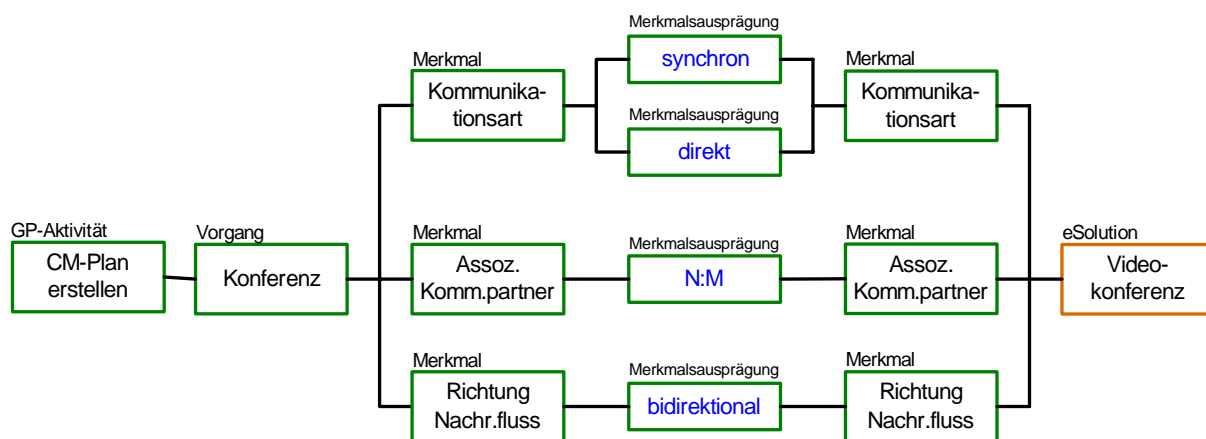 Merkmalsausprägung
synchron
Merkmal
Kommunika-
tionsart
Merkmalsausprägung
direkt
Merkmal
Kommunika-
tionsart
GP-Aktivität
CM-Plan
erstellen
Vorgang
Konferenz
Merkmal
Assoz.
Komm.partner
Merkmalsausprägung
N:M
Merkmal
Assoz.
Komm.partner
eSolution
Video-
konferenz
Merkmal
Richtung
Nachr.fluss
Merkmalsausprägung
bidirektional
Merkmal
Richtung
Nachr.fluss